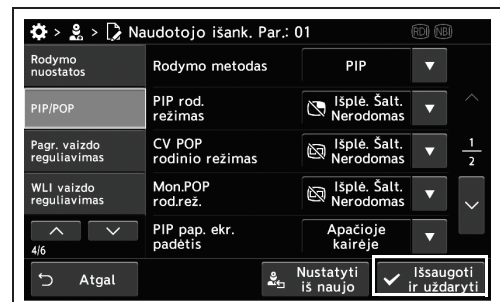 > > Naudotojo išank. Par.: 01
RDI NBI
Rodymo
nuostatos
Rodymo metodas
PIP
PIP/POP
PIP rod.
režimas
Išplė. Šalt.
Nerodomas
Pagr. vaizdo
reguliavimas
CV POP
rodinio režimas
Išplė. Šalt.
Nerodomas
1
2
WLI vaizdo
reguliavimas
Mon.POP
rod.rež.
Išplė. Šalt.
Nerodomas
4/6
PIP pap. ekr.
padėtis
Apačioje
kairėje
Atgal
Nustatyti
iš naujo
Išsaugoti
ir uždaryti